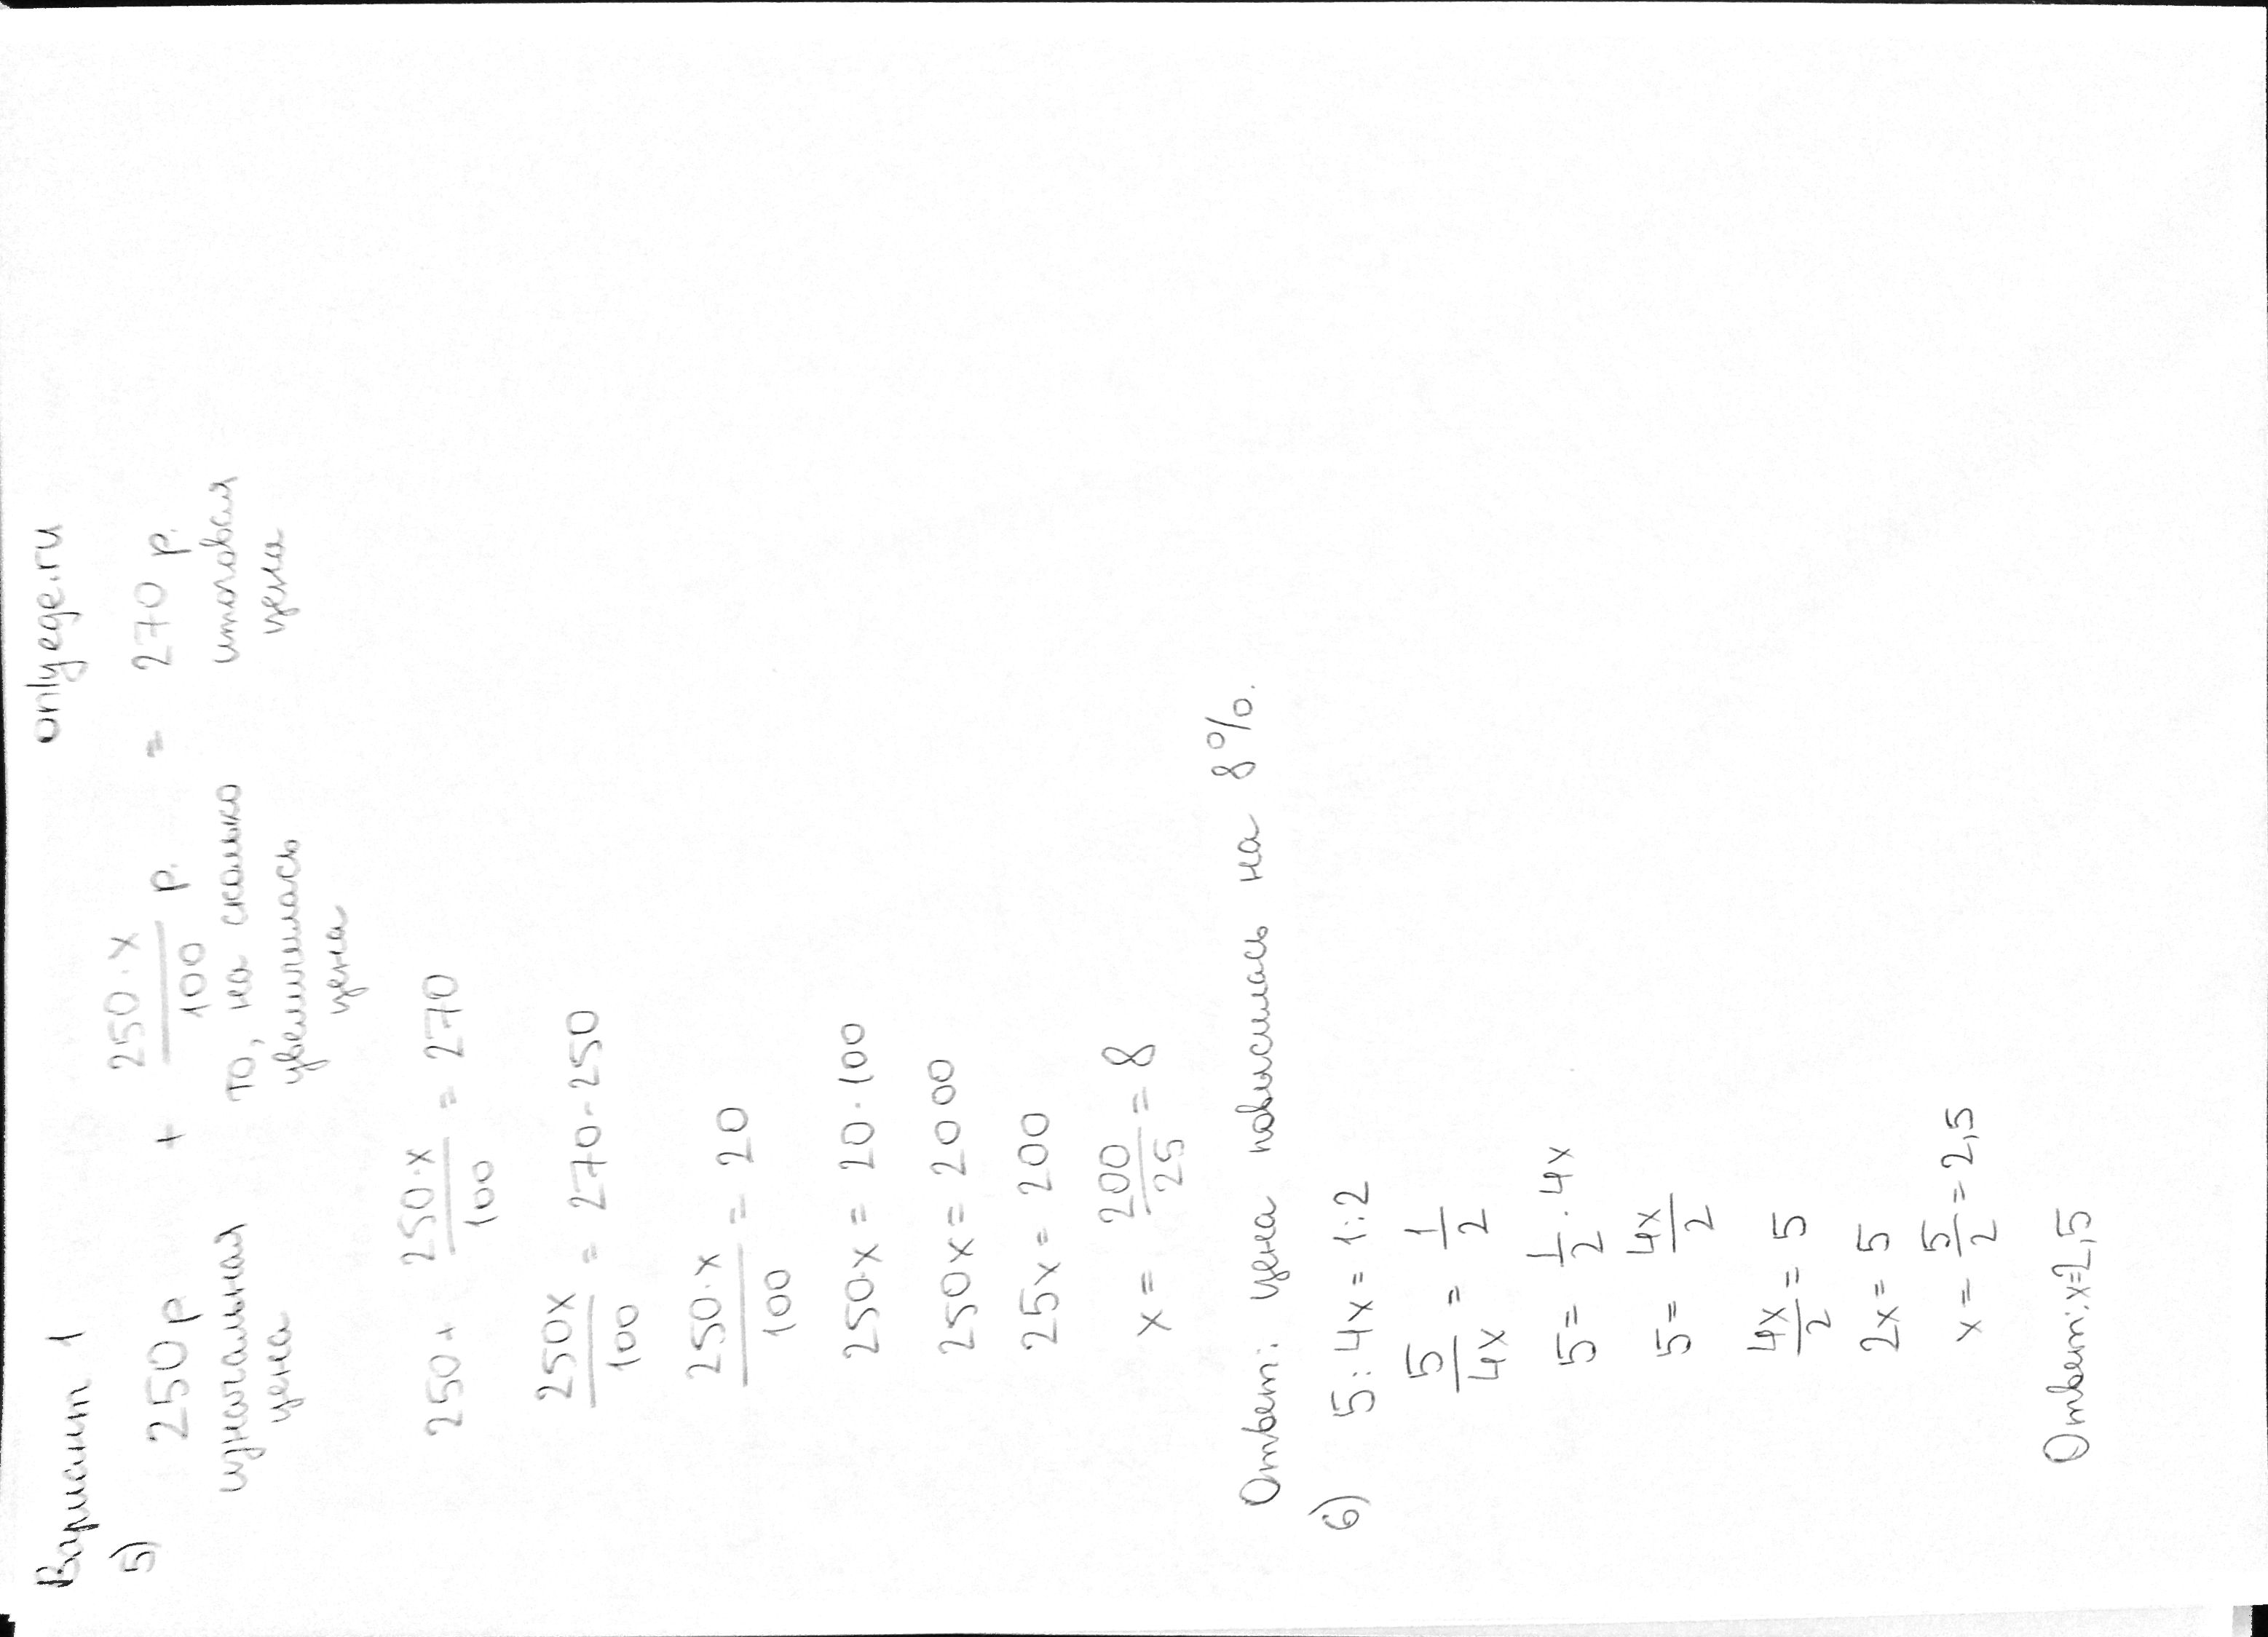 Вариант 1 onlyege.ru
5) 250р + 250·x/100 р. = 270 р.
изначальная цена
то, на сколько увеличилась цена
итоговая цена
250 + 250·x/100 = 270
250x/100 = 270-250
250·x/100 = 20
250·x = 20·100
250x = 2000
25x = 200
x = 200/25 = 8
Ответ: цена повысилась на 8%.
6) 5:4x = 1:2
5/4x = 1/2
5 = 1/2 · 4x
5 = 4x/2
4x/2 = 5
2x = 5
x = 5/2 = 2,5
Ответ: x=2,5